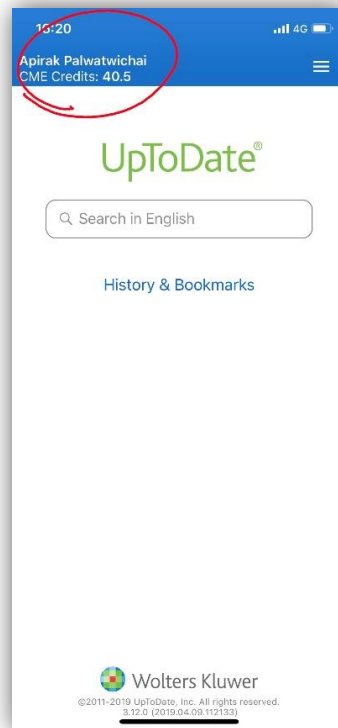 16:20
4G
Apirak Palwatwichai
CME Credits: 40.5
UpToDate®
Search in English
History & Bookmarks
Wolters Kluwer
©2011-2019 UpToDate, Inc. All rights reserved.
3.12.0 (2019.04.09.112133)